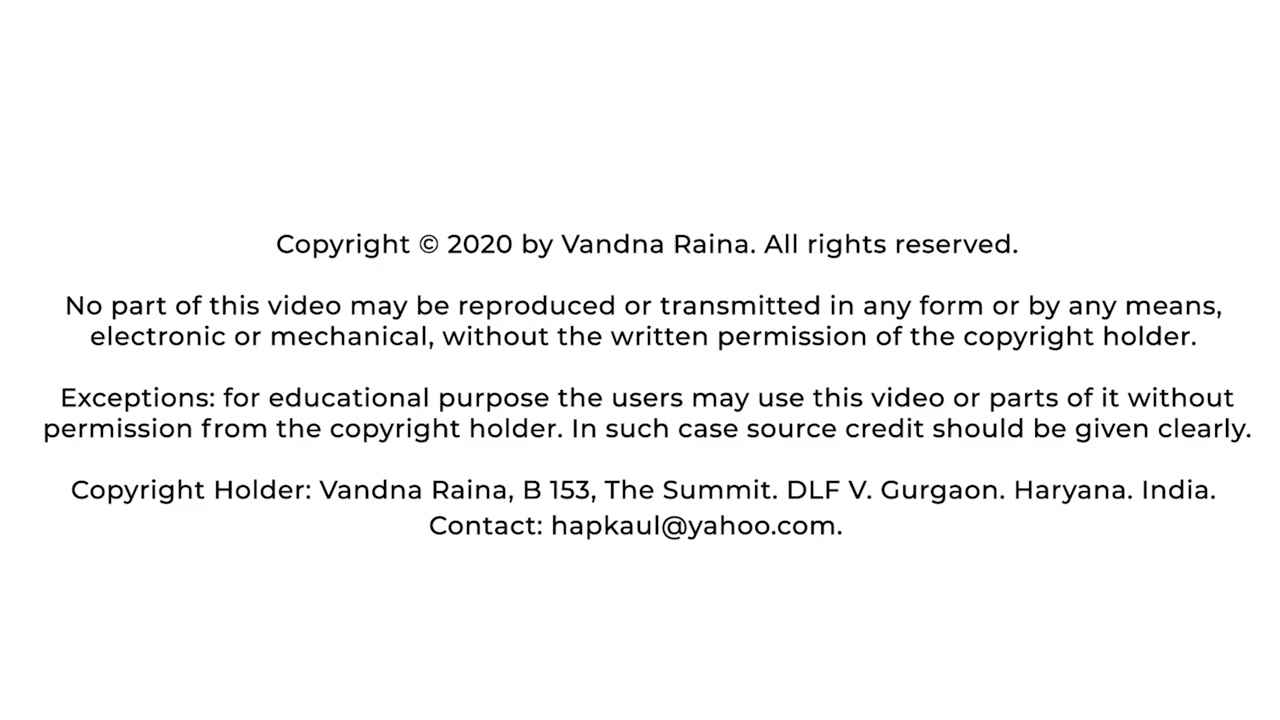 Copyright © 2020 by Vandna Raina. All rights reserved.
No part of this video may be reproduced or transmitted in any form or by any means,
electronic or mechanical, without the written permission of the copyright holder.
Exceptions: for educational purpose the users may use this video or parts of it without
permission from the copyright holder. In such case source credit should be given clearly.
Copyright Holder: Vandna Raina, B 153, The Summit. DLF V. Gurgaon. Haryana. India.
Contact: hapkaul@yahoo.com.